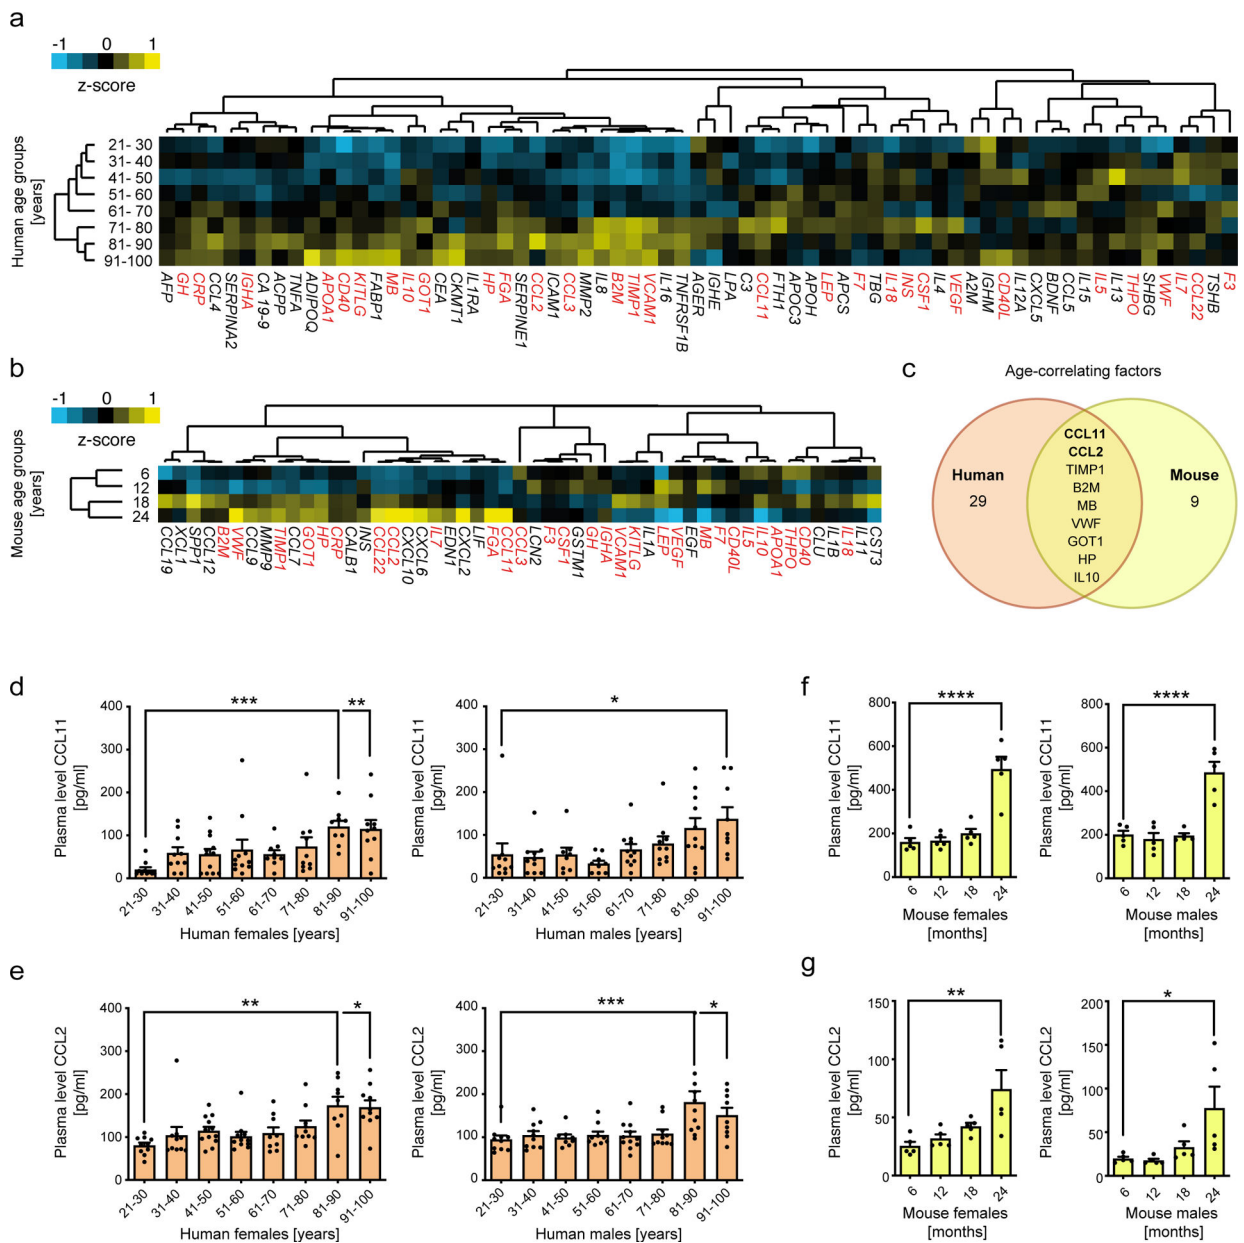 a
-1 0 1
z-score
Human age groups
[years]
21- 30
31- 40
41- 50
51- 60
61- 70
71- 80
81- 90
91-100
AFP
GH
CRP
CCL4
SERPINA2
IGHA
CA 19-9
ACPP
TNFA
ADIPOQ
APOA1
CD40
KITLG
FABP1
MB
IL10
GOT1
CEA
CKMT1
IL1RA
HP
FGA
SERPINE1
CCL2
ICAM1
CCL3
MMP2
IL8
B2M
TIMP1
VCAM1
IL16
TNFRSF1B
AGER
IGHE
LPA
C3
CCL11
FTH1
APOC3
APOH
LEP
APCS
F7
TBG
IL18
INS
CSF1
IL4
VEGF
A2M
IGHM
CD40L
IL12A
CXCL5
BDNF
CCL5
IL15
IL5
IL13
THPO
SHBG
VWF
IL7
CCL22
TSHB
F3
b
-1 0 1
z-score
Mouse age groups
[years]
6
12
18
24
CCL19
XCL1
SPP1
CCL12
B2M
VWF
CCL9
MMP9
TIMP1
CCL7
GOT1
HP
CRP
CALB1
INS
CCL22
CCL2
CXCL10
CXCL6
IL7
EDN1
CXCL2
LIF
FGA
CCL11
CCL3
LCN2
F3
CSF1
GSTM1
GH
IGHA
VCAM1
KITLG
IL1A
LEP
VEGF
EGF
MB
F7
CD40L
IL5
IL10
APOA1
THPO
CD40
CLU
IL1B
IL18
IL11
CST3
c
Age-correlating factors
Human
29
CCL11
CCL2
TIMP1
B2M
MB
VWF
GOT1
HP
IL10
Mouse
9
d
Plasma level CCL11
[pg/ml]
400
300
200
100
0
***
**
21-30
31-40
41-50
51-60
61-70
71-80
81-90
91-100
Human females [years]
Plasma level CCL11
[pg/ml]
400
300
200
100
0
*
21-30
31-40
41-50
51-60
61-70
71-80
81-90
91-100
Human males [years]
f
Plasma level CCL11
[pg/ml]
800
600
400
200
0
****
6
12
18
24
Mouse females
[months]
Plasma level CCL11
[pg/ml]
800
600
400
200
0
****
6
12
18
24
Mouse males
[months]
e
Plasma level CCL2
[pg/ml]
400
300
200
100
0
**
*
21-30
31-40
41-50
51-60
61-70
71-80
81-90
91-100
Human females [years]
Plasma level CCL2
[pg/ml]
400
300
200
100
0
***
*
21-30
31-40
41-50
51-60
61-70
71-80
81-90
91-100
Human males [years]
g
Plasma level CCL2
[pg/ml]
150
100
50
0
**
6
12
18
24
Mouse females
[months]
Plasma level CCL2
[pg/ml]
200
150
100
50
0
*
6
12
18
24
Mouse males
[months]